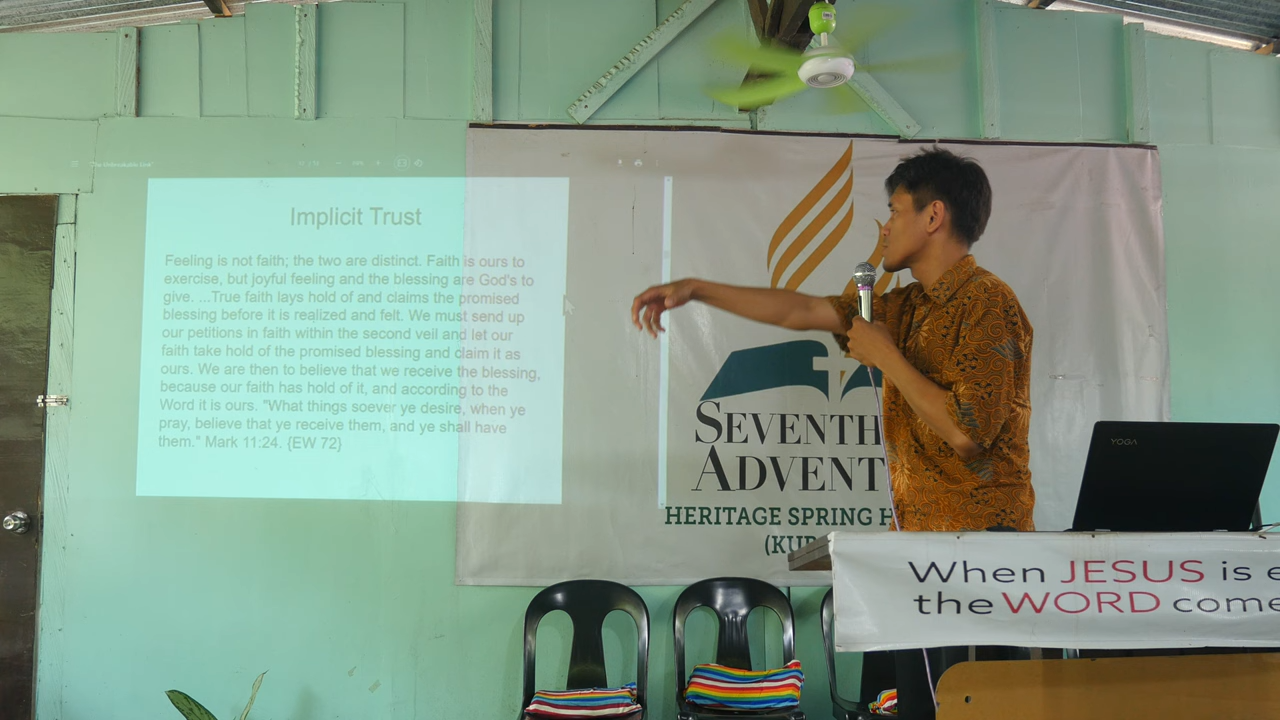 Implicit Trust
Feeling is not faith; the two are distinct. Faith is ours to
exercise, but joyful feeling and the blessing are God's to
give. ...True faith lays hold of and claims the promised
blessing before it is realized and felt. We must send up
our petitions in faith within the second veil and let our
faith take hold of the promised blessing and claim it as
ours. We are then to believe that we receive the blessing,
because our faith has hold of it, and according to the
Word it is ours. "What things soever ye desire, when ye
pray, believe that ye receive them, and ye shall have
them." Mark 11:24. {EW 72}
SEVENTH
ADVENT
HERITAGE SPRING H
(KUR
YOGA
When JESUS is e
the WORD come